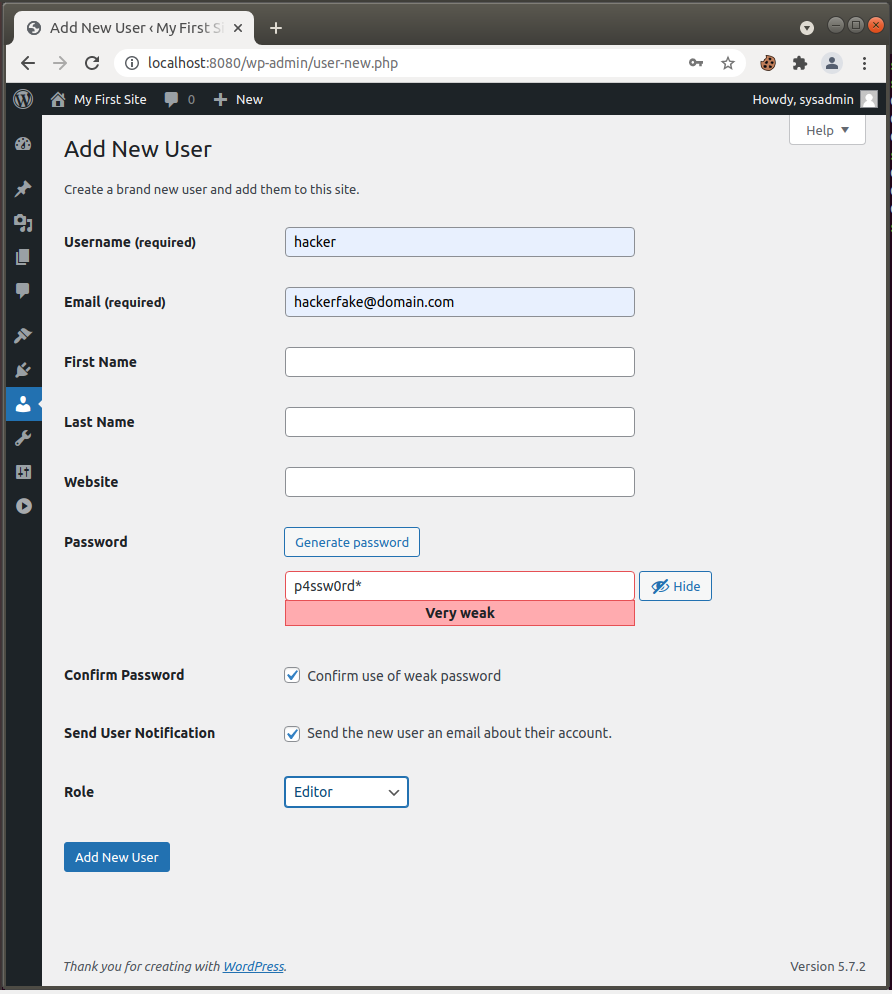 Add New User ‹ My First Si
localhost:8080/wp-admin/user-new.php
My First Site 0 New Howdy, sysadmin
Help
Add New User
Create a brand new user and add them to this site.
Username (required) hacker
Email (required) hackerfake@domain.com
First Name
Last Name
Website
Password Generate password
p4ssw0rd* Hide
Very weak
Confirm Password Confirm use of weak password
Send User Notification Send the new user an email about their account.
Role Editor
Add New User
Thank you for creating with WordPress. Version 5.7.2